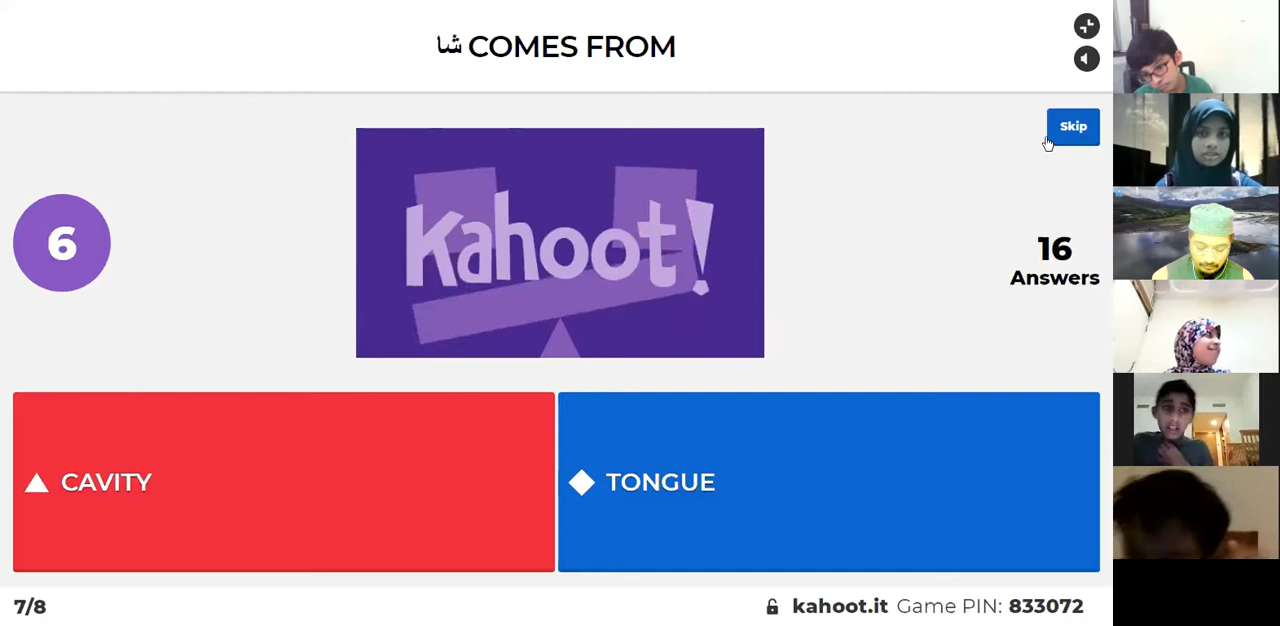 شا COMES FROM
Skip
6
Kahoot!
16
Answers
CAVITY
TONGUE
7/8
kahoot.it Game PIN: 833072